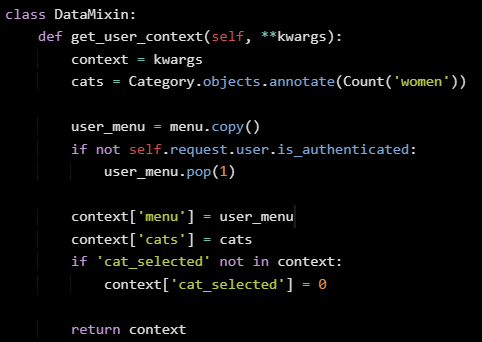 class DataMixin:
    def get_user_context(self, **kwargs):
        context = kwargs
        cats = Category.objects.annotate(Count('women'))

        user_menu = menu.copy()
        if not self.request.user.is_authenticated:
            user_menu.pop(1)

        context['menu'] = user_menu
        context['cats'] = cats
        if 'cat_selected' not in context:
            context['cat_selected'] = 0

        return context